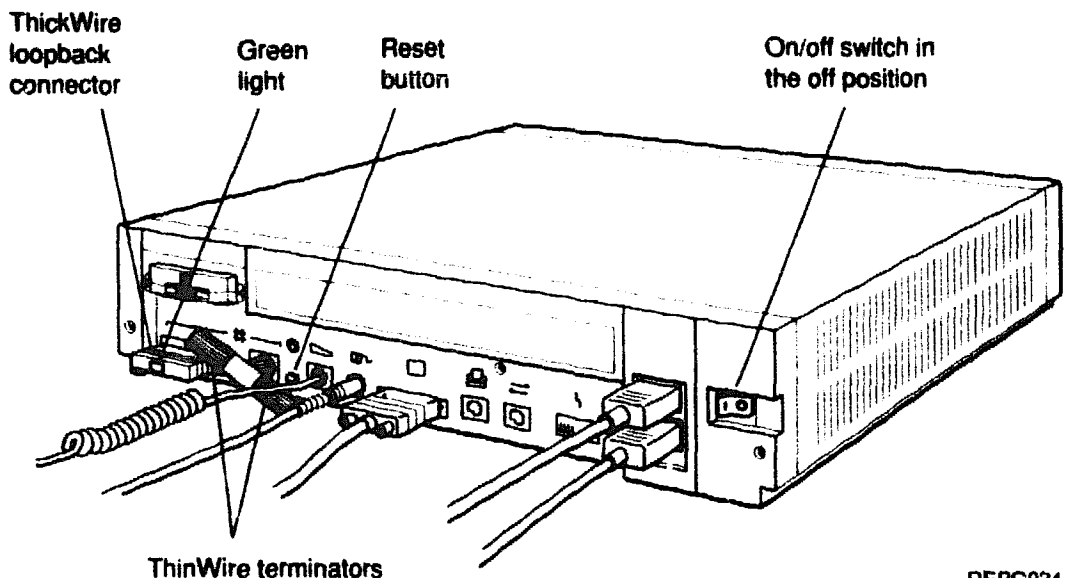 ThickWire
loopback
connector
Green
light
Reset
button
On/off switch in
the off position
ThinWire terminators